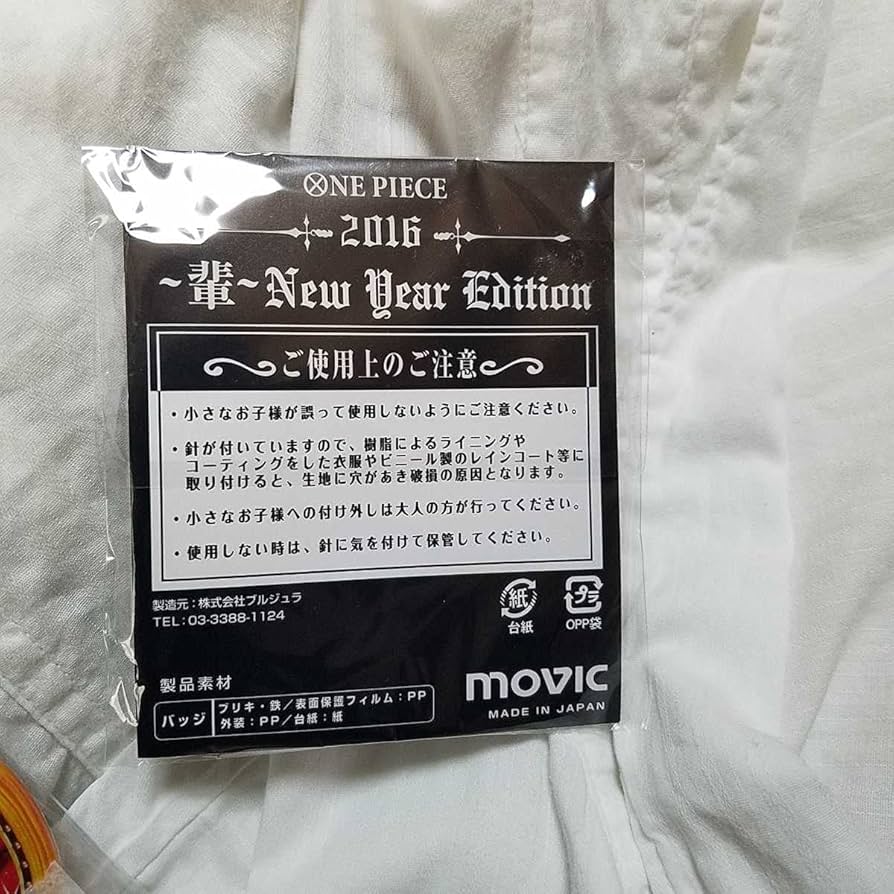 ONE PIECE
2016
~輩~New Year Edition
ご使用上のご注意
・小さなお子様が誤って使用しないようにご注意ください。
・針が付いていますので、樹脂によるライニングや
コーティングをした衣服やビニール製のレインコート等に
取り付けると、生地に穴があき破損の原因となります。
・小さなお子様への付け外しは大人の方が行ってください。
・使用しない時は、針に気を付けて保管してください。
製造元：株式会社ブルジュラ
TEL：03-3388-1124
紙
台紙
プラ
OPP袋
製品素材
バッジ
ブリキ・鉄／表面保護フィルム：PP
外装：PP／台紙：紙
movic
MADE IN JAPAN